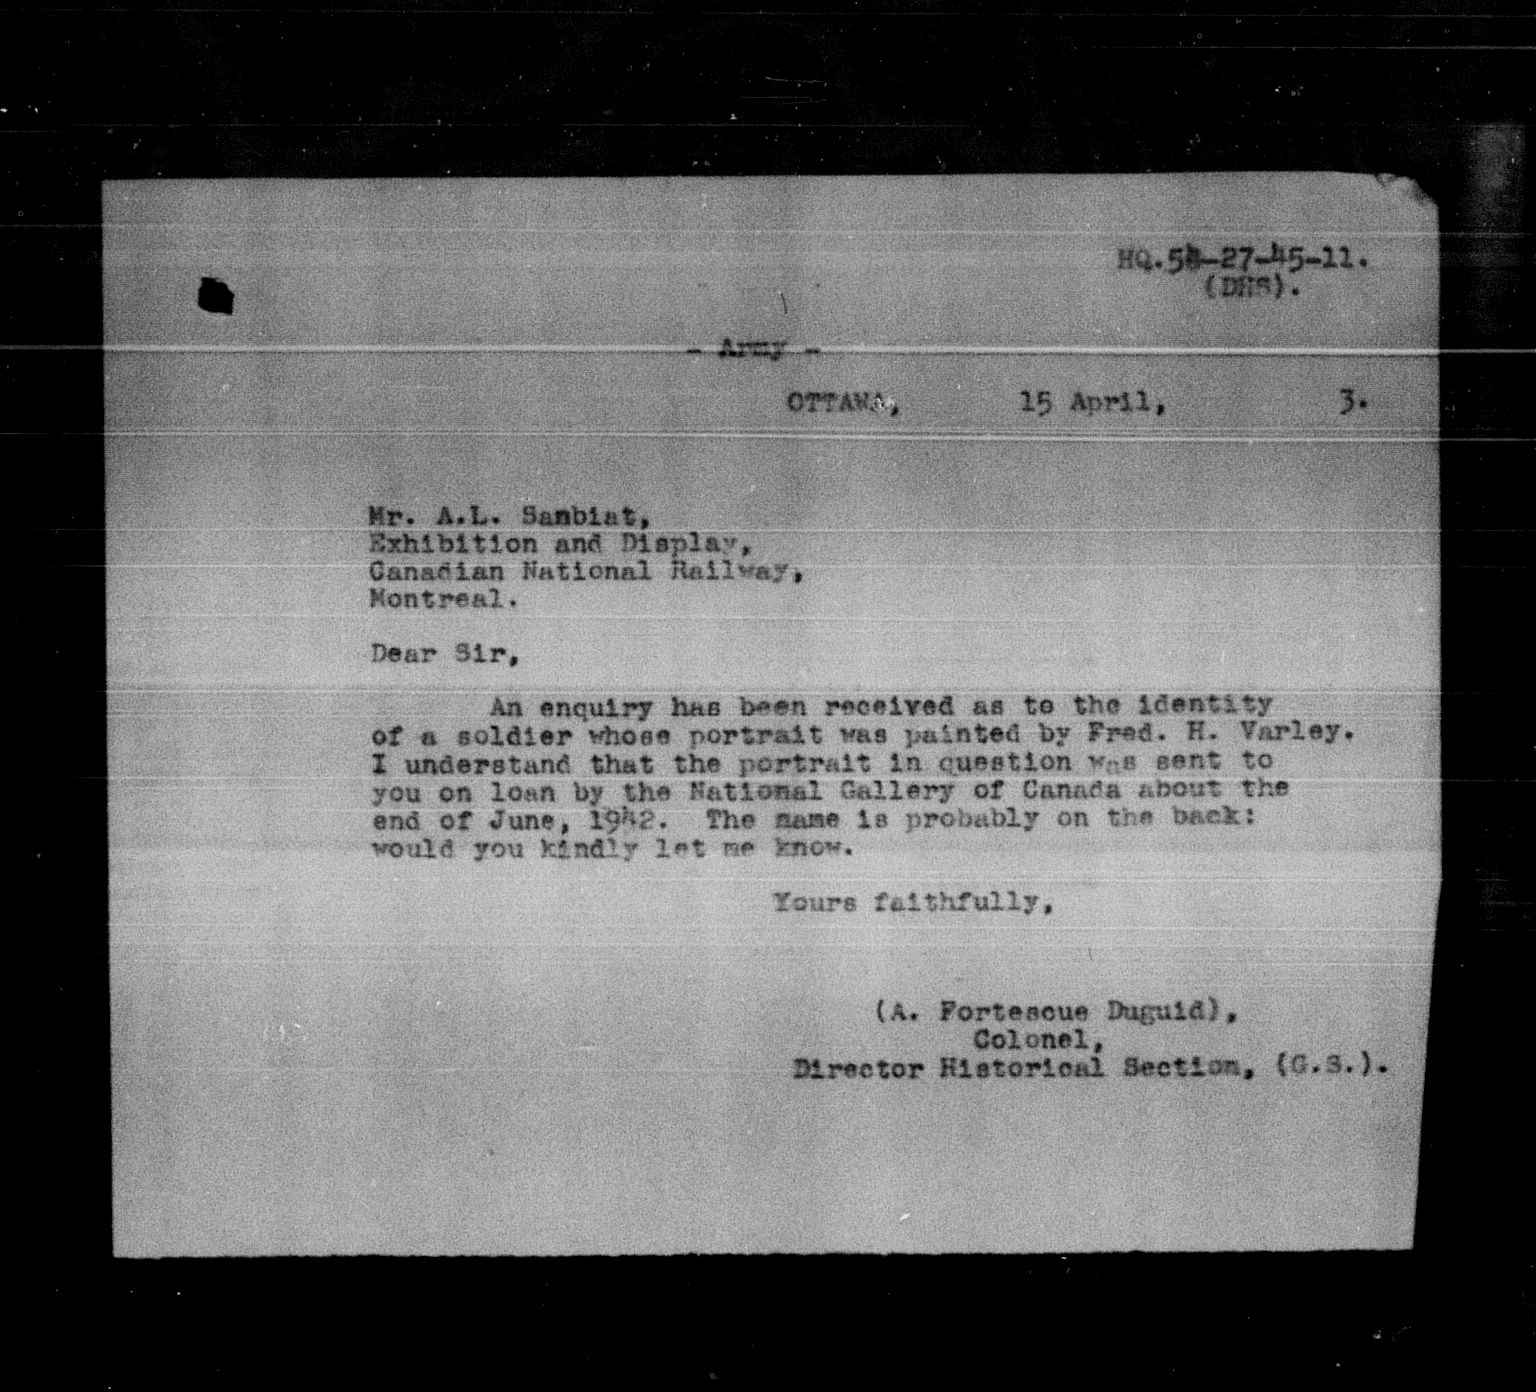 HQ.54-27-45-11.
(DHS).
- Army -
OTTAWA, 15 April, 3.
Mr. A.L. Sanbiat,
Exhibition and Display,
Canadian National Railway,
Montreal.
Dear Sir,
An enquiry has been received as to the identity
of a soldier whose portrait was painted by Fred. H. Varley.
I understand that the portrait in question was sent to
you on loan by the National Gallery of Canada about the
end of June, 1942. The name is probably on the back:
would you kindly let me know.
Yours faithfully,
(A. Fortescue Duguid),
Colonel,
Director Historical Section, (G.S.).